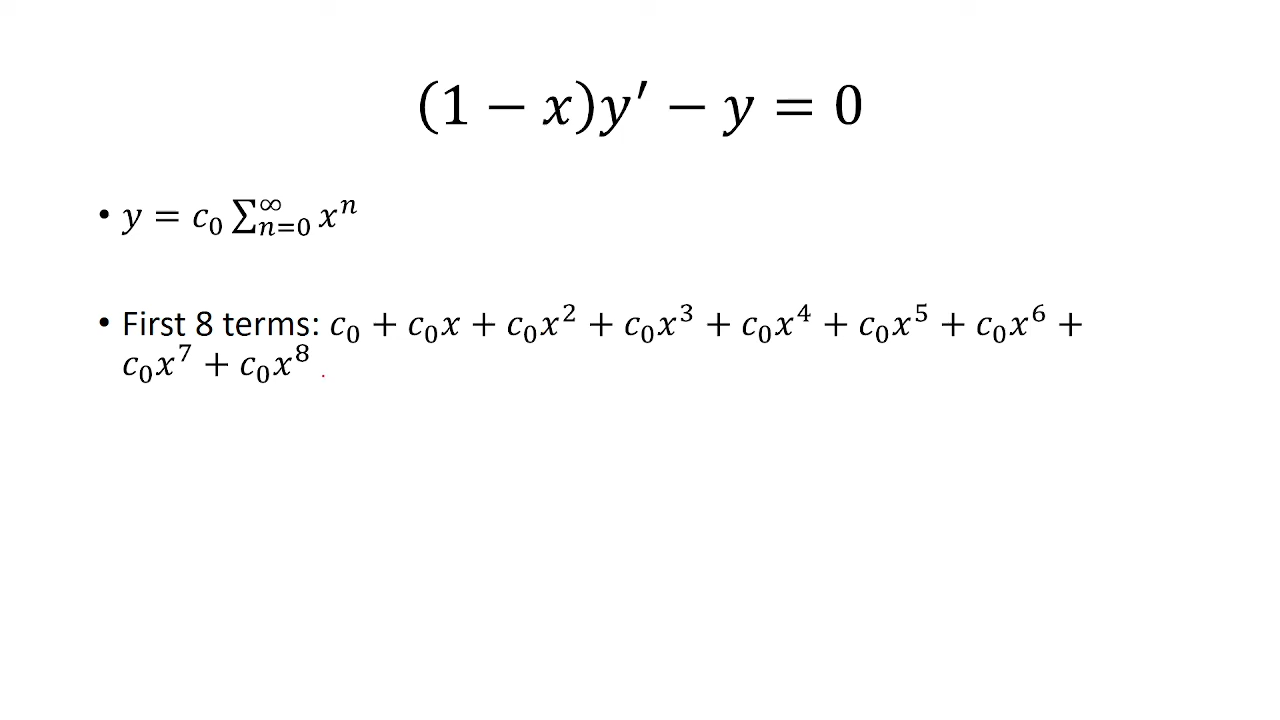 (1 − x)y′ − y = 0
• y = c₀ ∑ₙ₌₀^∞ xⁿ
• First 8 terms: c₀ + c₀x + c₀x² + c₀x³ + c₀x⁴ + c₀x⁵ + c₀x⁶ +
c₀x⁷ + c₀x⁸